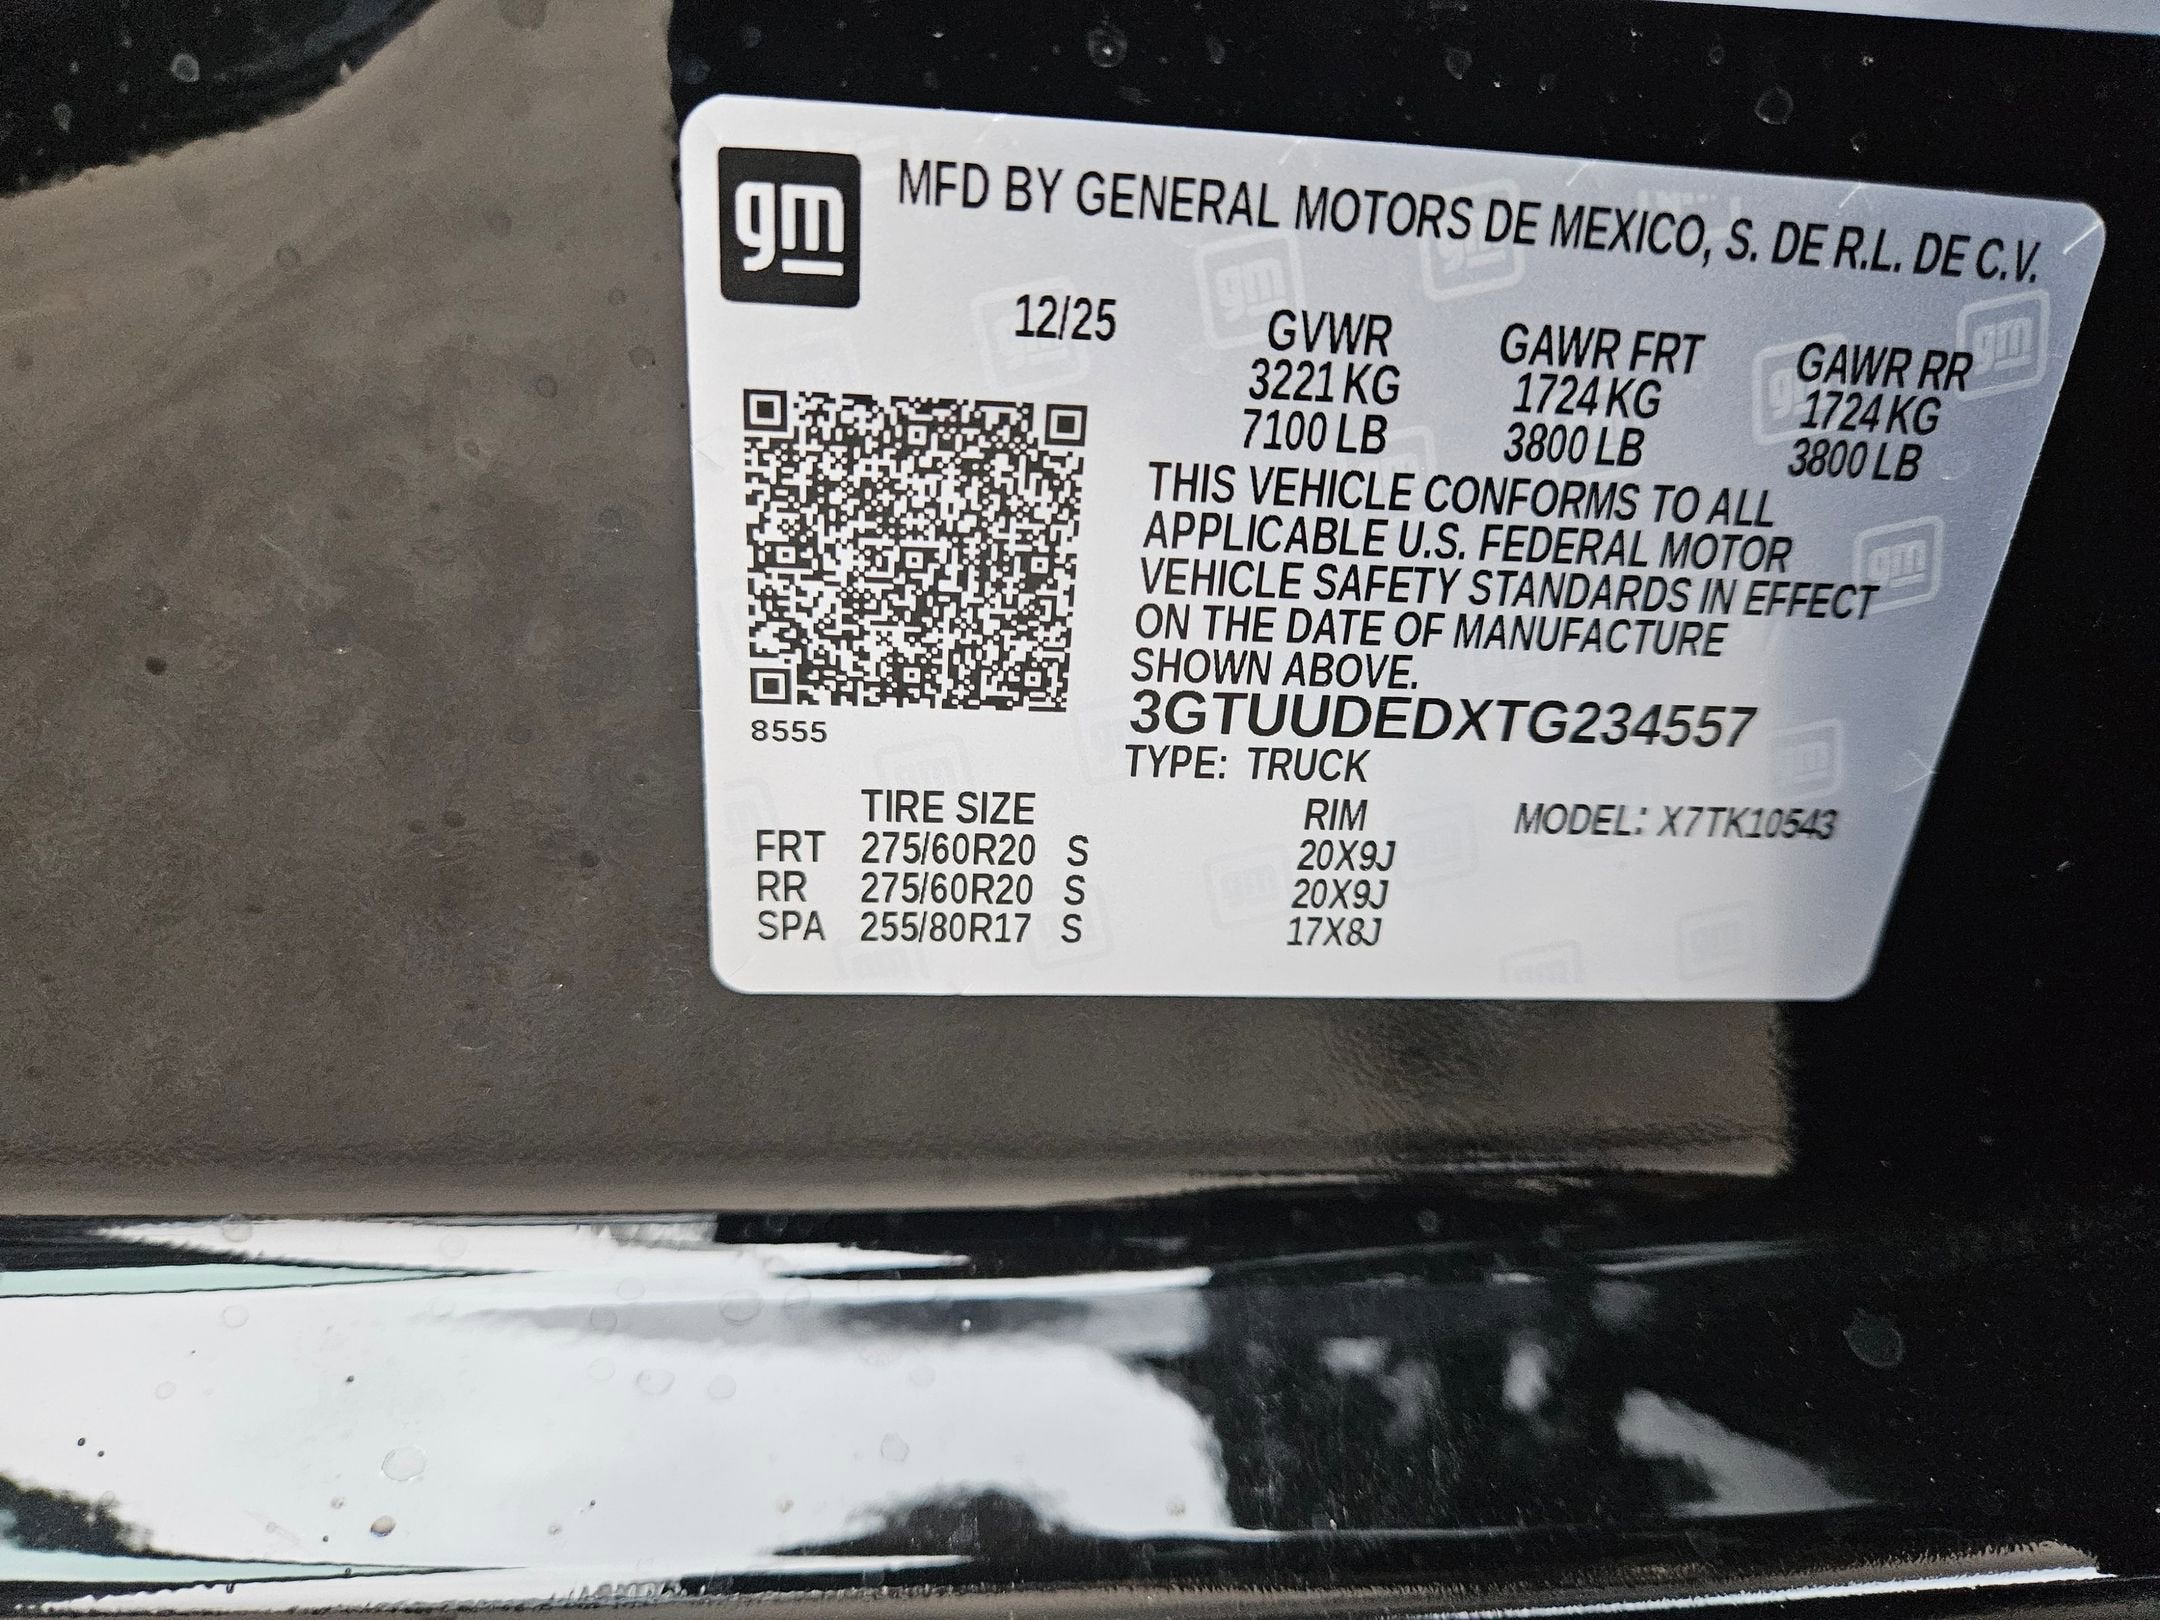 gm
MFD BY GENERAL MOTORS DE MEXICO, S. DE R.L. DE C.V.
12/25 GVWR GAWR FRT GAWR RR
3221 KG 1724 KG 1724 KG
7100 LB 3800 LB 3800 LB
THIS VEHICLE CONFORMS TO ALL
APPLICABLE U.S. FEDERAL MOTOR
VEHICLE SAFETY STANDARDS IN EFFECT
ON THE DATE OF MANUFACTURE
SHOWN ABOVE.
3GTUUDEDXTG234557
8555
TYPE: TRUCK
TIRE SIZE RIM MODEL: X7TK10543
FRT 275/60R20 S 20X9J
RR 275/60R20 S 20X9J
SPA 255/80R17 S 17X8J